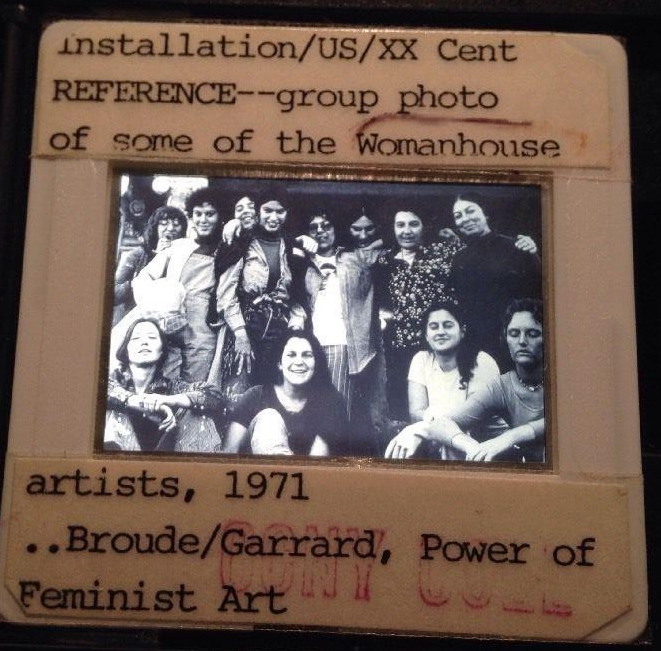 Installation/US/XX Cent
REFERENCE--group photo
of some of the Womanhouse
artists, 1971
..Broude/Garrard, Power of
Feminist Art